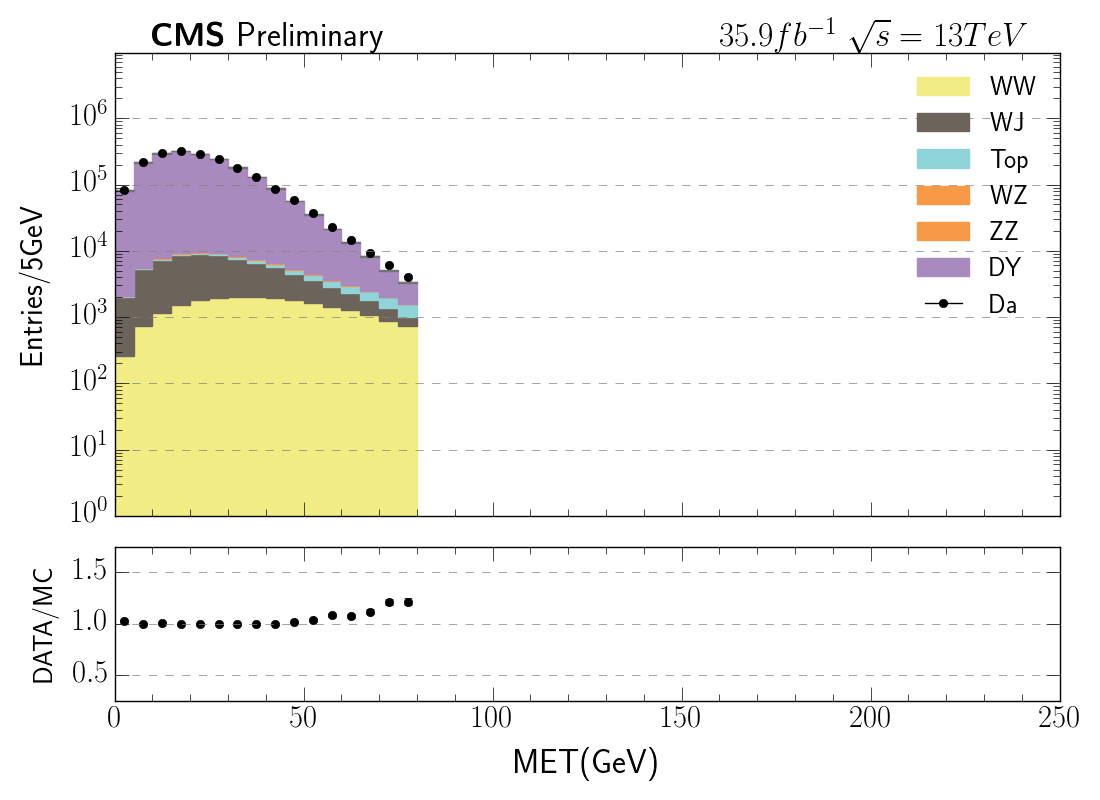 CMS Preliminary
35.9fb⁻¹ √s = 13TeV
10⁶
10⁵
10⁴
10³
10²
10¹
10⁰
Entries/5GeV
WW
WJ
Top
WZ
ZZ
DY
Da
1.5
1.0
0.5
DATA/MC
0 50 100 150 200 250
MET(GeV)